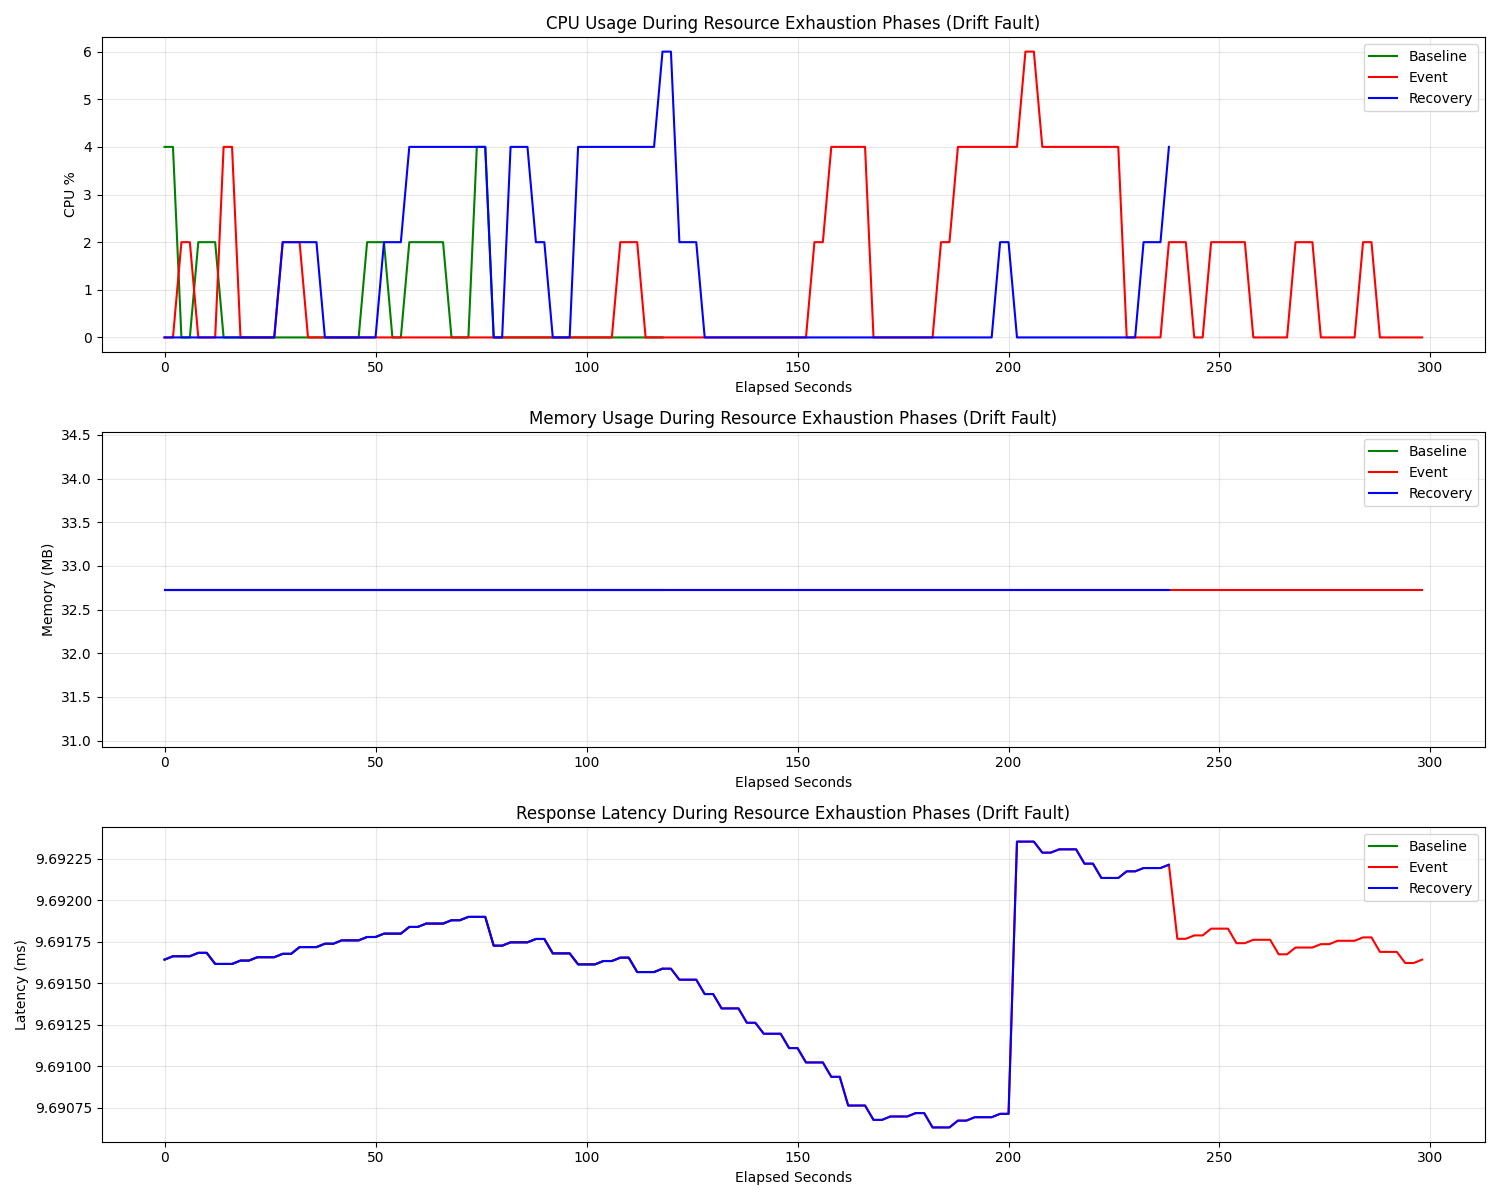 CPU Usage During Resource Exhaustion Phases (Drift Fault)
6
5
4
3
2
1
0
CPU %
Baseline
Event
Recovery
0 50 100 150 200 250 300
Elapsed Seconds
Memory Usage During Resource Exhaustion Phases (Drift Fault)
34.5
34.0
33.5
33.0
32.5
32.0
31.5
31.0
Memory (MB)
Baseline
Event
Recovery
0 50 100 150 200 250 300
Elapsed Seconds
Response Latency During Resource Exhaustion Phases (Drift Fault)
9.69225
9.69200
9.69175
9.69150
9.69125
9.69100
9.69075
Latency (ms)
Baseline
Event
Recovery
0 50 100 150 200 250 300
Elapsed Seconds